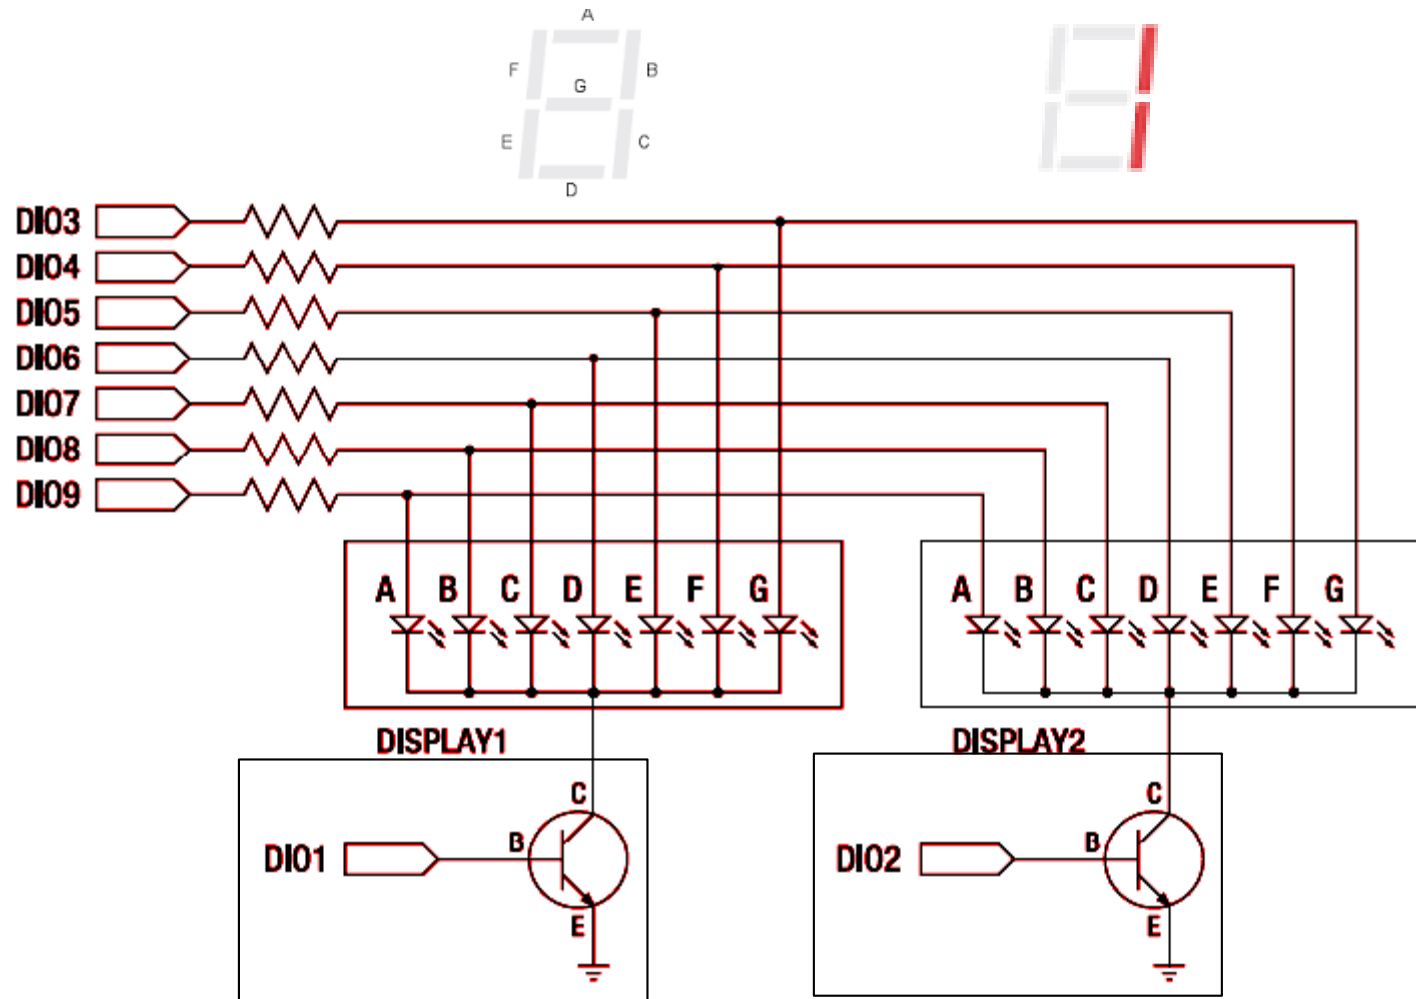 A
F
B
G
E
C
D
DIO3
DIO4
DIO5
DIO6
DIO7
DIO8
DIO9
A B C D E F G
A B C D E F G
DISPLAY1
DISPLAY2
C
C
B
B
DIO1
DIO2
E
E